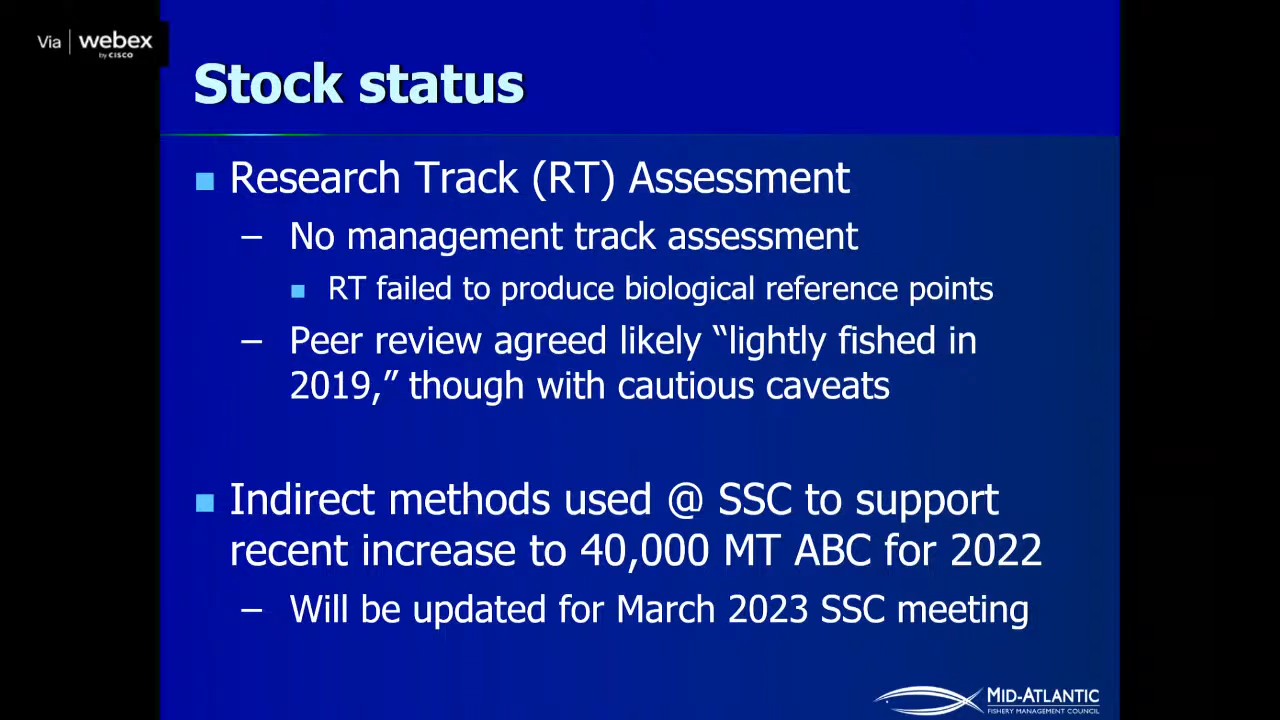 Via | webex
by CISCO
Stock status
Research Track (RT) Assessment
– No management track assessment
RT failed to produce biological reference points
– Peer review agreed likely “lightly fished in
2019,” though with cautious caveats
Indirect methods used @ SSC to support
recent increase to 40,000 MT ABC for 2022
– Will be updated for March 2023 SSC meeting
MID-ATLANTIC
FISHERY MANAGEMENT COUNCIL